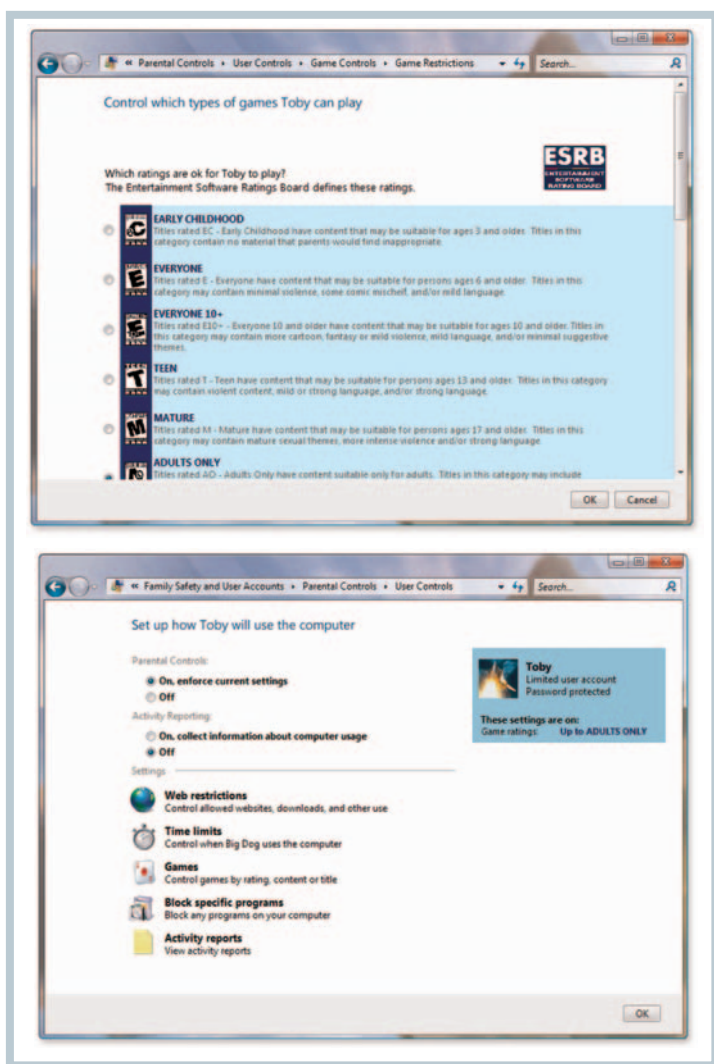 « Parental Controls ▸ User Controls ▸ Game Controls ▸ Game Restrictions
Search...
Control which types of games Toby can play
Which ratings are ok for Toby to play?
The Entertainment Software Ratings Board defines these ratings.
ESRB
ENTERTAINMENT
SOFTWARE
RATING BOARD
EARLY CHILDHOOD
Titles rated EC - Early Childhood have content that may be suitable for ages 3 and older. Titles in this
category contain no material that parents would find inappropriate.
EVERYONE
Titles rated E - Everyone have content that may be suitable for persons ages 6 and older. Titles in this
category may contain minimal violence, some comic mischief, and/or mild language.
EVERYONE 10+
Titles rated E10+ - Everyone 10 and older have content that may be suitable for ages 10 and older. Titles in
this category may contain more cartoon, fantasy or mild violence, mild language, and/or minimal suggestive
themes.
TEEN
Titles rated T - Teen have content that may be suitable for persons ages 13 and older. Titles in this category
may contain violent content, mild or strong language, and/or strong language.
MATURE
Titles rated M - Mature have content that may be suitable for persons ages 17 and older. Titles in this
category may contain mature sexual themes, more intense violence and/or strong language.
ADULTS ONLY
Titles rated AO - Adults Only have content suitable only for adults. Titles in this category may include
OK Cancel
« Family Safety and User Accounts ▸ Parental Controls ▸ User Controls
Search...
Set up how Toby will use the computer
Parental Controls:
On, enforce current settings
Off
Activity Reporting:
On, collect information about computer usage
Off
Settings
Web restrictions
Control allowed websites, downloads, and other use
Time limits
Control when Big Dog uses the computer
Games
Control games by rating, content or title
Block specific programs
Block any programs on your computer
Activity reports
View activity reports
Toby
Limited user account
Password protected
These settings are on:
Game ratings: Up to ADULTS ONLY
OK